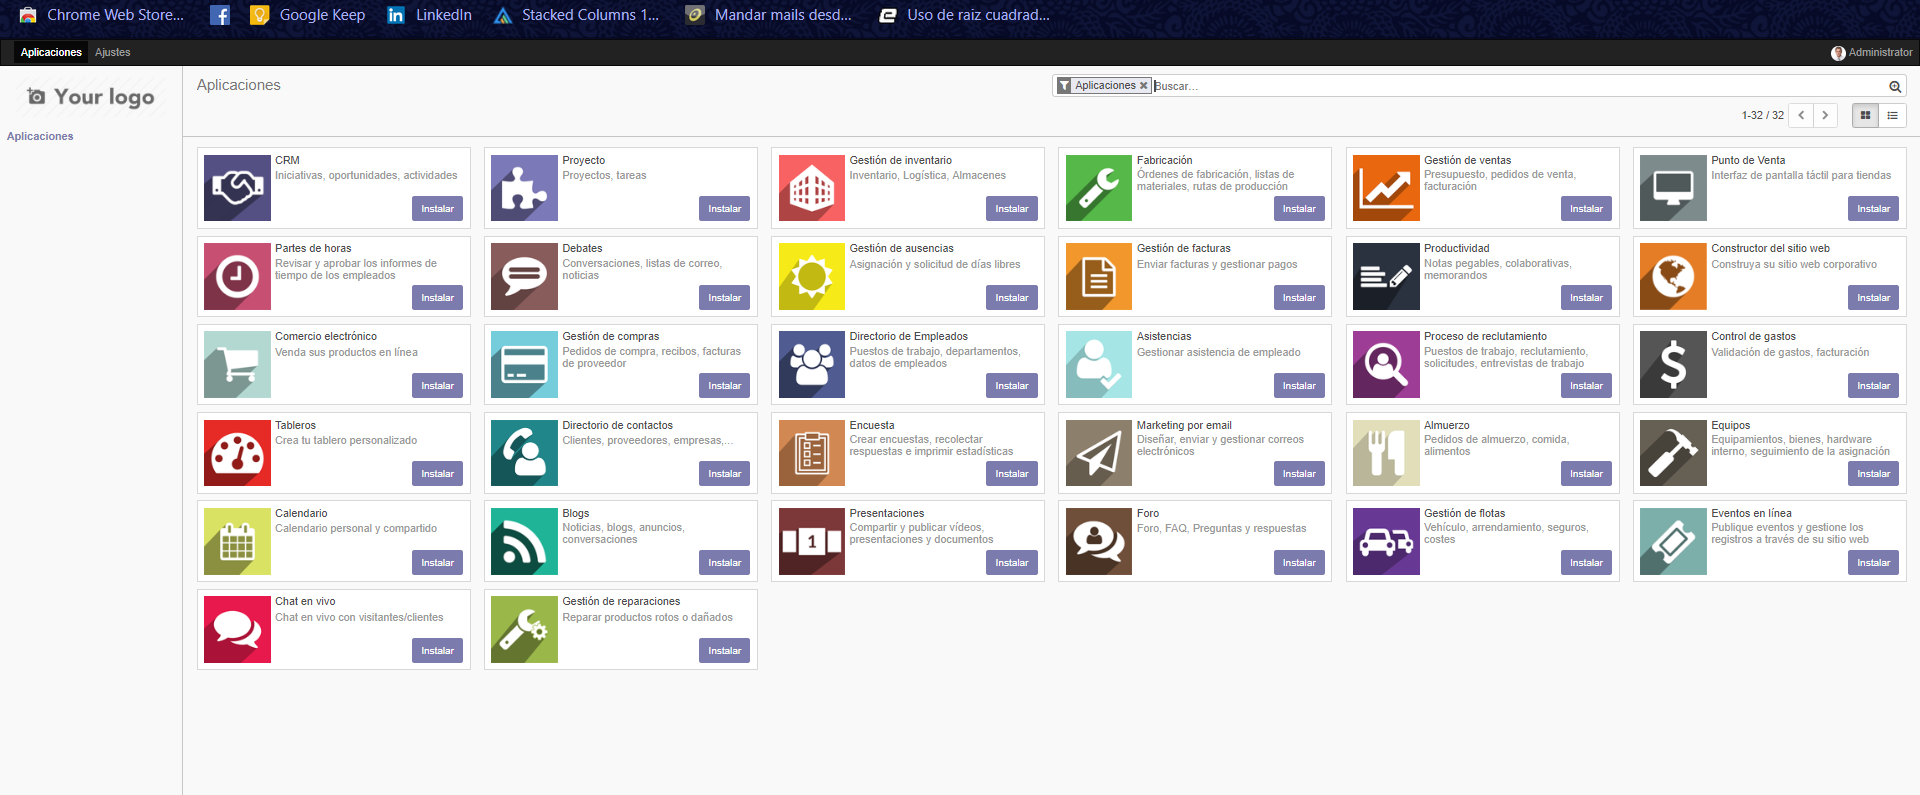 Chrome Web Store... Google Keep LinkedIn Stacked Columns 1... Mandar mails desd... Uso de raiz cuadrad...
Aplicaciones Ajustes Administrator
Your logo
Aplicaciones
Aplicaciones
Aplicaciones Buscar...
1-32 / 32
CRM
Iniciativas, oportunidades, actividades
Instalar
Proyecto
Proyectos, tareas
Instalar
Gestión de inventario
Inventario, Logística, Almacenes
Instalar
Fabricación
Órdenes de fabricación, listas de
materiales, rutas de producción
Instalar
Gestión de ventas
Presupuesto, pedidos de venta,
facturación
Instalar
Punto de Venta
Interfaz de pantalla táctil para tiendas
Instalar
Partes de horas
Revisar y aprobar los informes de
tiempo de los empleados
Instalar
Debates
Conversaciones, listas de correo,
noticias
Instalar
Gestión de ausencias
Asignación y solicitud de días libres
Instalar
Gestión de facturas
Enviar facturas y gestionar pagos
Instalar
Productividad
Notas pegables, colaborativas,
memorandos
Instalar
Constructor del sitio web
Construya su sitio web corporativo
Instalar
Comercio electrónico
Venda sus productos en línea
Instalar
Gestión de compras
Pedidos de compra, recibos, facturas
de proveedor
Instalar
Directorio de Empleados
Puestos de trabajo, departamentos,
datos de empleados
Instalar
Asistencias
Gestionar asistencia de empleado
Instalar
Proceso de reclutamiento
Puestos de trabajo, reclutamiento,
solicitudes, entrevistas de trabajo
Instalar
Control de gastos
Validación de gastos, facturación
Instalar
Tableros
Crea tu tablero personalizado
Instalar
Directorio de contactos
Clientes, proveedores, empresas,...
Instalar
Encuesta
Crear encuestas, recolectar
respuestas e imprimir estadísticas
Instalar
Marketing por email
Diseñar, enviar y gestionar correos
electrónicos
Instalar
Almuerzo
Pedidos de almuerzo, comida,
alimentos
Instalar
Equipos
Equipamientos, bienes, hardware
interno, seguimiento de la asignación
Instalar
Calendario
Calendario personal y compartido
Instalar
Blogs
Noticias, blogs, anuncios,
conversaciones
Instalar
1
Presentaciones
Compartir y publicar vídeos,
presentaciones y documentos
Instalar
Foro
Foro, FAQ, Preguntas y respuestas
Instalar
Gestión de flotas
Vehículo, arrendamiento, seguros,
costes
Instalar
Eventos en línea
Publique eventos y gestione los
registros a través de su sitio web
Instalar
Chat en vivo
Chat en vivo con visitantes/clientes
Instalar
Gestión de reparaciones
Reparar productos rotos o dañados
Instalar